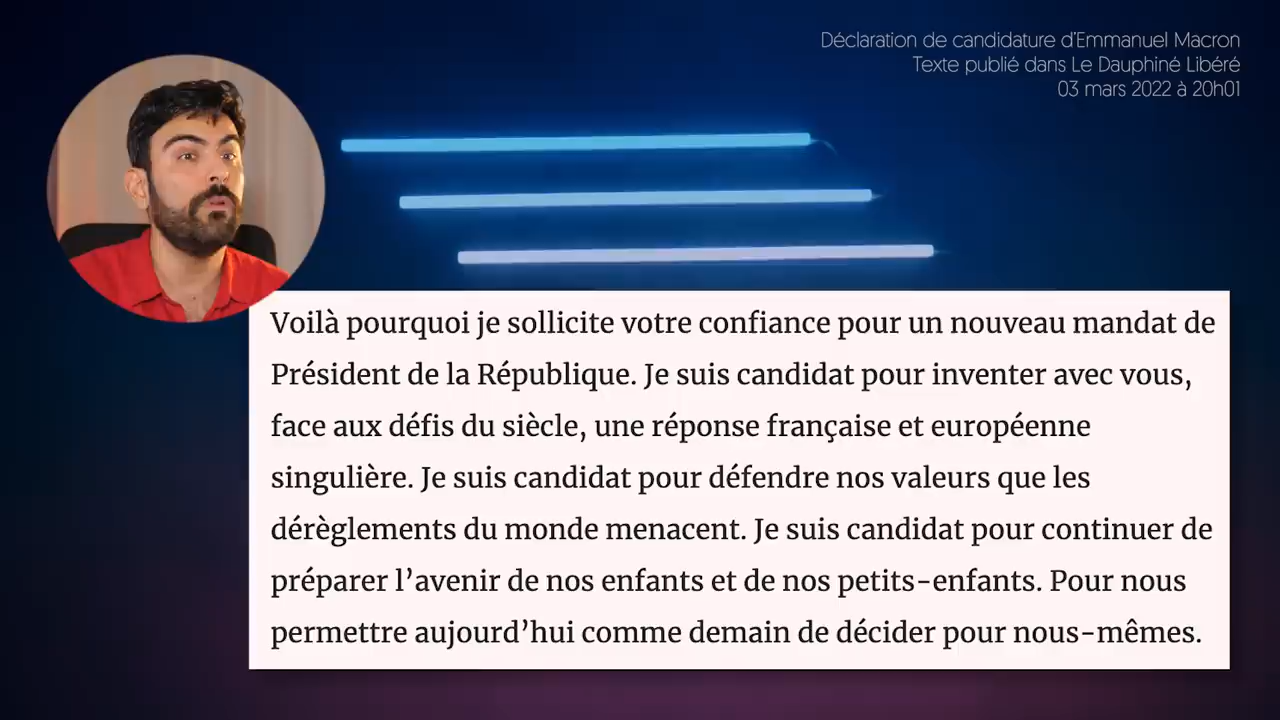 Déclaration de candidature d'Emmanuel Macron
Texte publié dans Le Dauphiné Libéré
03 mars 2022 à 20h01
Voilà pourquoi je sollicite votre confiance pour un nouveau mandat de
Président de la République. Je suis candidat pour inventer avec vous,
face aux défis du siècle, une réponse française et européenne
singulière. Je suis candidat pour défendre nos valeurs que les
dérèglements du monde menacent. Je suis candidat pour continuer de
préparer l’avenir de nos enfants et de nos petits-enfants. Pour nous
permettre aujourd’hui comme demain de décider pour nous-mêmes.